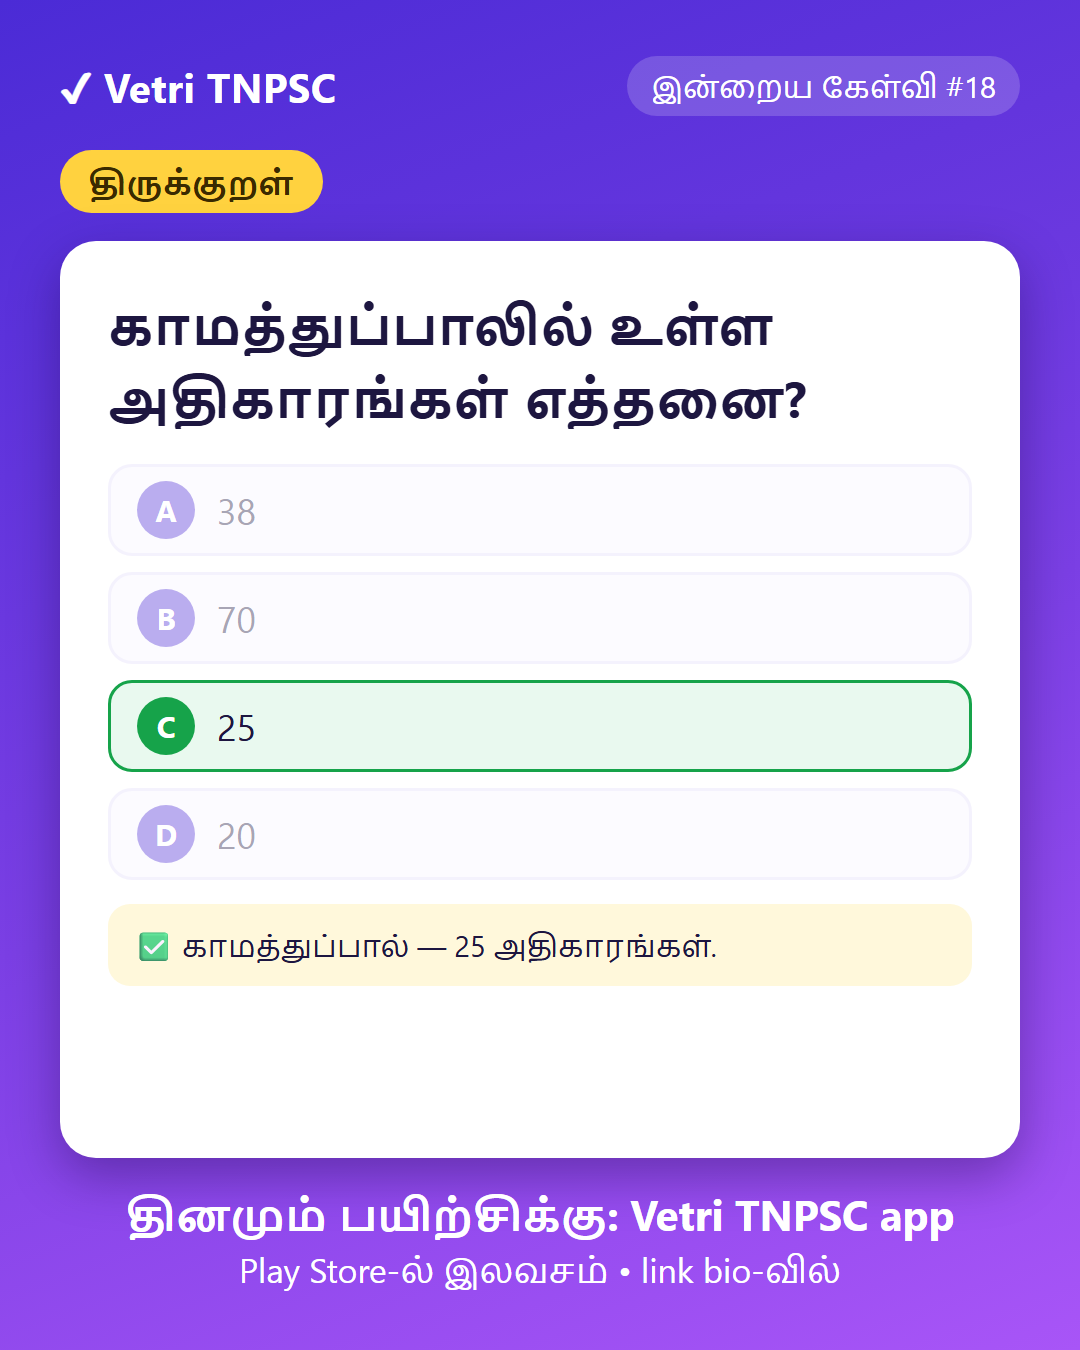 ✓ Vetri TNPSC
இன்றைய கேள்வி #18
திருக்குறள்
காமத்துப்பாலில் உள்ள
அதிகாரங்கள் எத்தனை?
A 38
B 70
C 25
D 20
✅ காமத்துப்பால் — 25 அதிகாரங்கள்.
தினமும் பயிற்சிக்கு: Vetri TNPSC app
Play Store-ல் இலவசம் • link bio-வில்